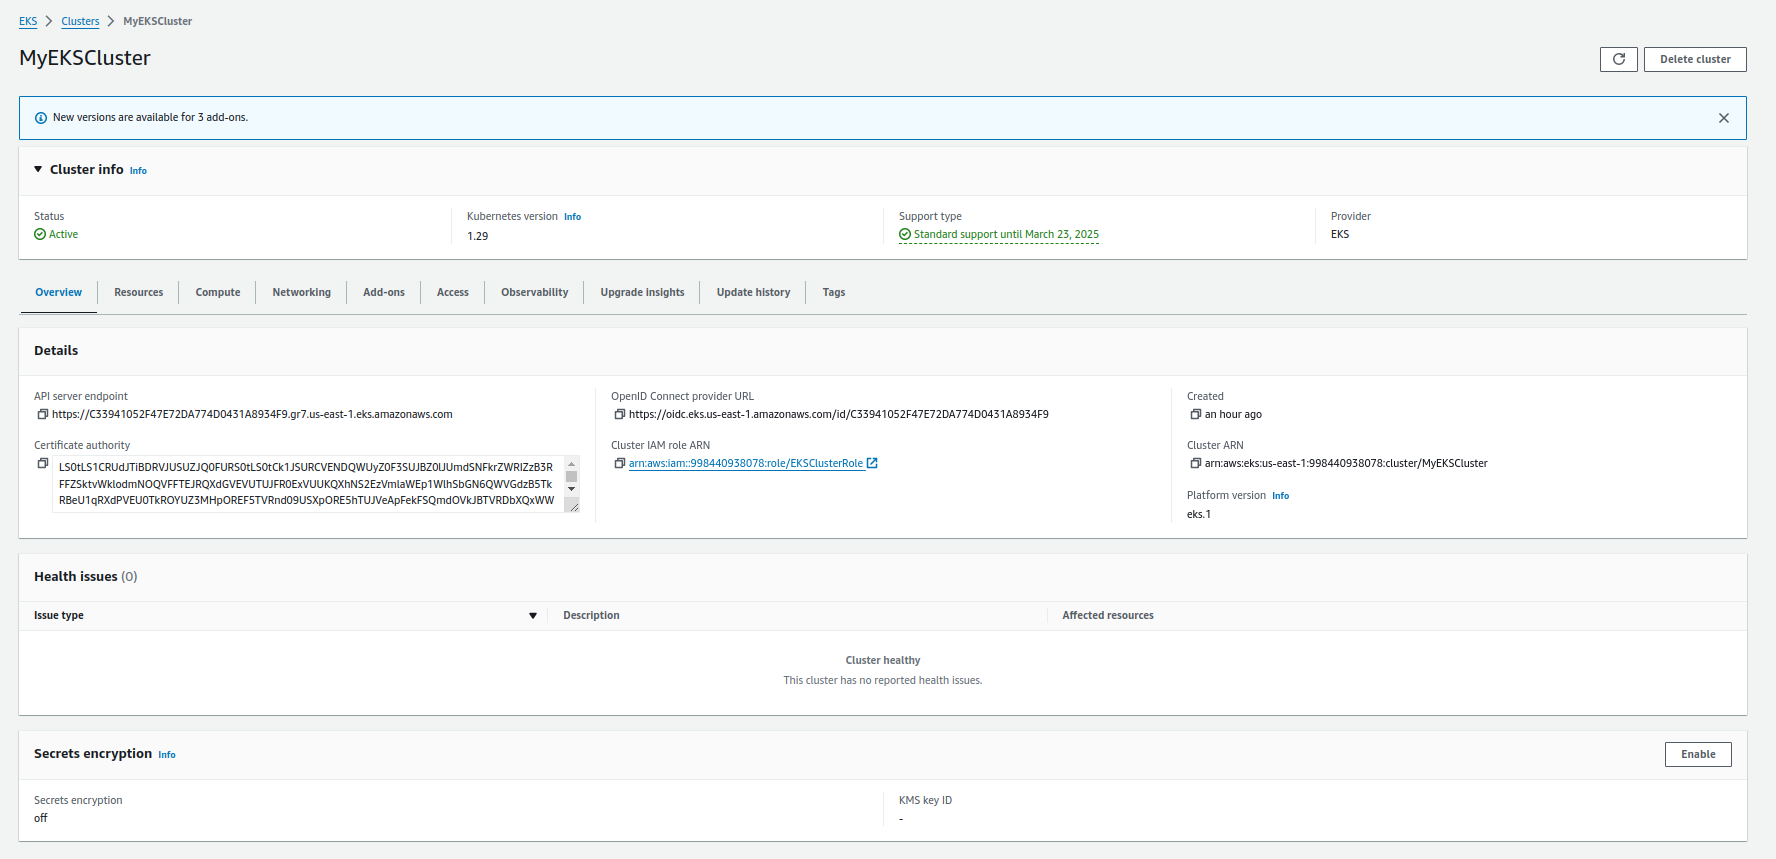 EKS > Clusters > MyEKSCluster
MyEKSCluster
Delete cluster
New versions are available for 3 add-ons.
Cluster info Info
Status
Kubernetes version Info
Support type
Provider
Active
1.29
Standard support until March 23, 2025
EKS
Overview Resources Compute Networking Add-ons Access Observability Upgrade insights Update history Tags
Details
API server endpoint
https://C33941052F47E72DA774D0431A8934F9.gr7.us-east-1.eks.amazonaws.com
Certificate authority
LS0tLS1CRUdJTiBDRVJUSUZJQ0FURS0tLS0tCk1JSURCVENDQWUyZ0F3SUJBZ0lJUmdSNFkrZWRIZzB3R
FFZSktvWklodmNOQVFFTEJRQXdGVEVUTUJFR0ExVUUKQXhNS2EzVmlaWEp1WlhSbGN6QWVGdzB5Tk
RBeU1qRXdPVEU0TkROYUZ3MHpOREF5TVRnd09USXpORE5hTUJVeApFekFSQmdOVkJBTVRDbXQxWW
OpenID Connect provider URL
https://oidc.eks.us-east-1.amazonaws.com/id/C33941052F47E72DA774D0431A8934F9
Cluster IAM role ARN
arn:aws:iam::998440938078:role/EKSClusterRole
Created
an hour ago
Cluster ARN
arn:aws:eks:us-east-1:998440938078:cluster/MyEKSCluster
Platform version Info
eks.1
Health issues (0)
Issue type Description Affected resources
Cluster healthy
This cluster has no reported health issues.
Secrets encryption Info
Enable
Secrets encryption
off
KMS key ID
-